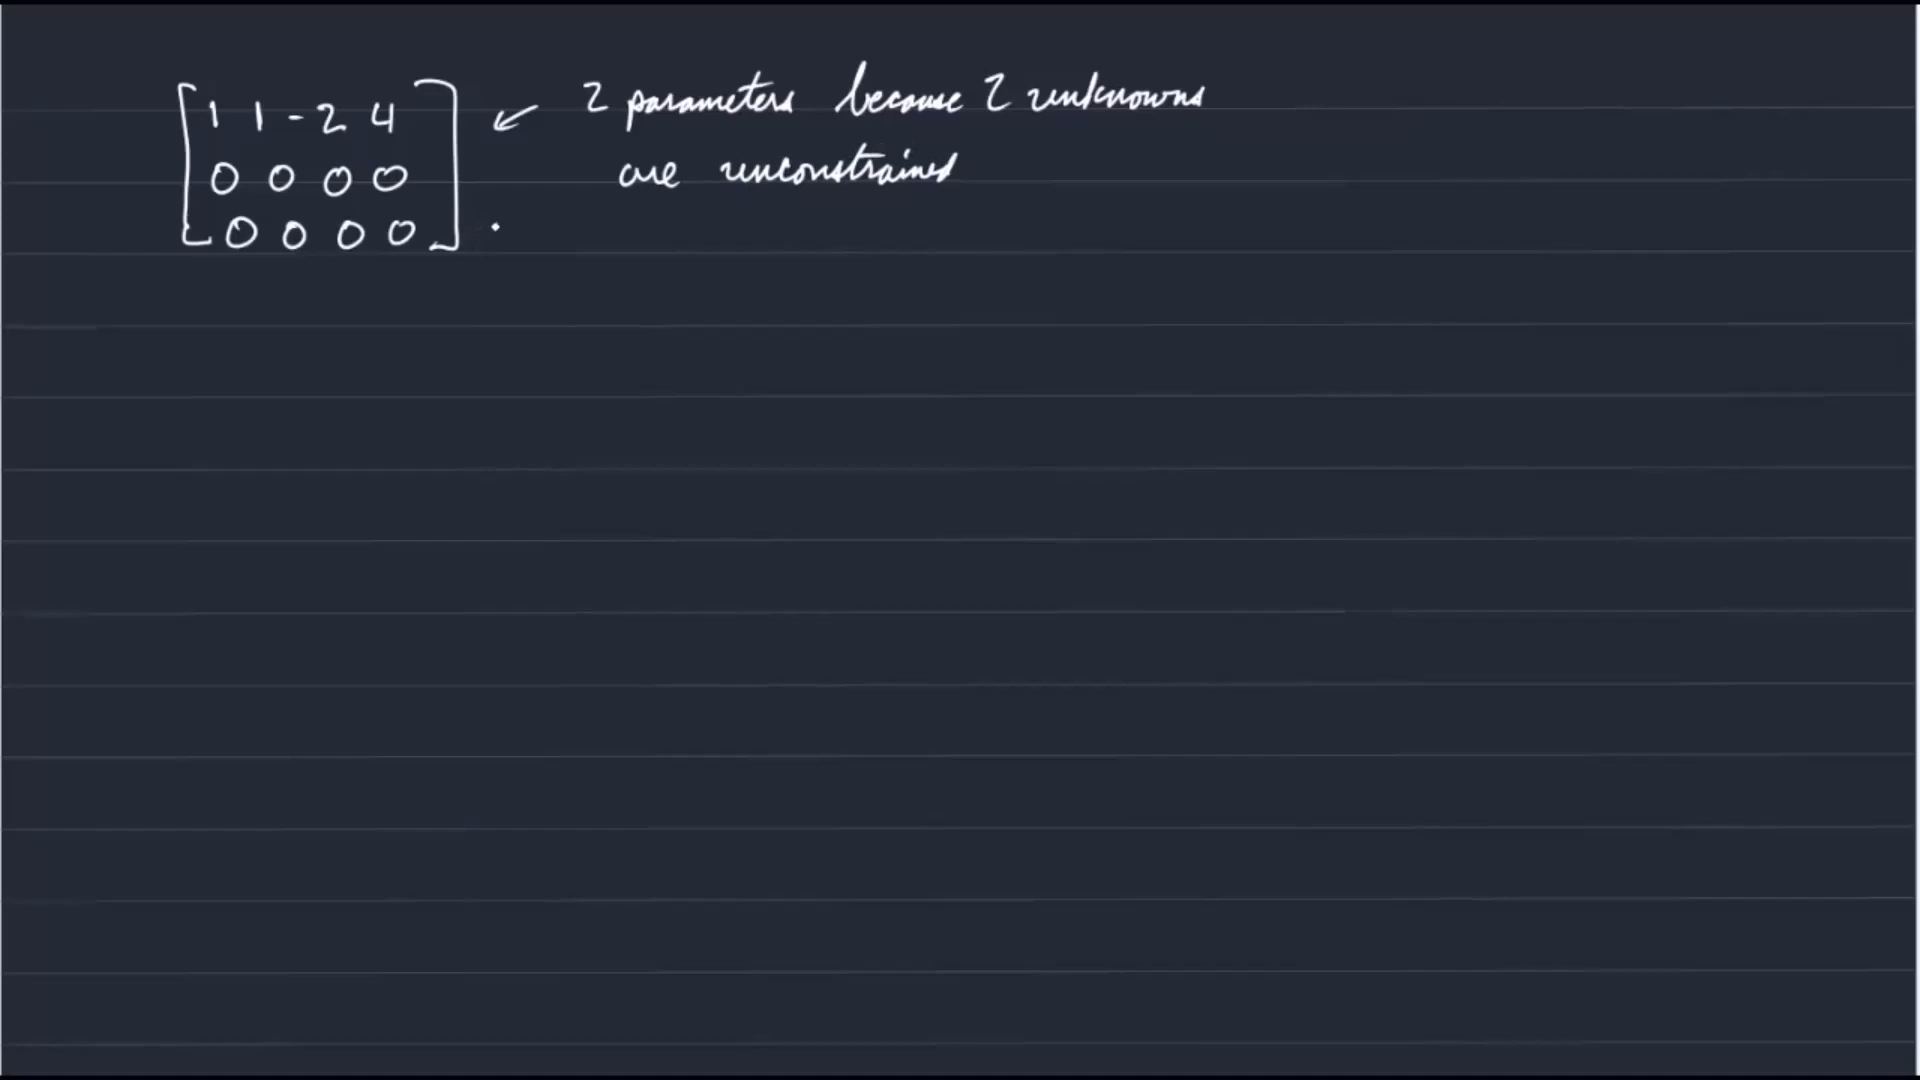 1 1 -2 4 2 parameters because 2 unknowns
0 0 0 0 are unconstrained
0 0 0 0